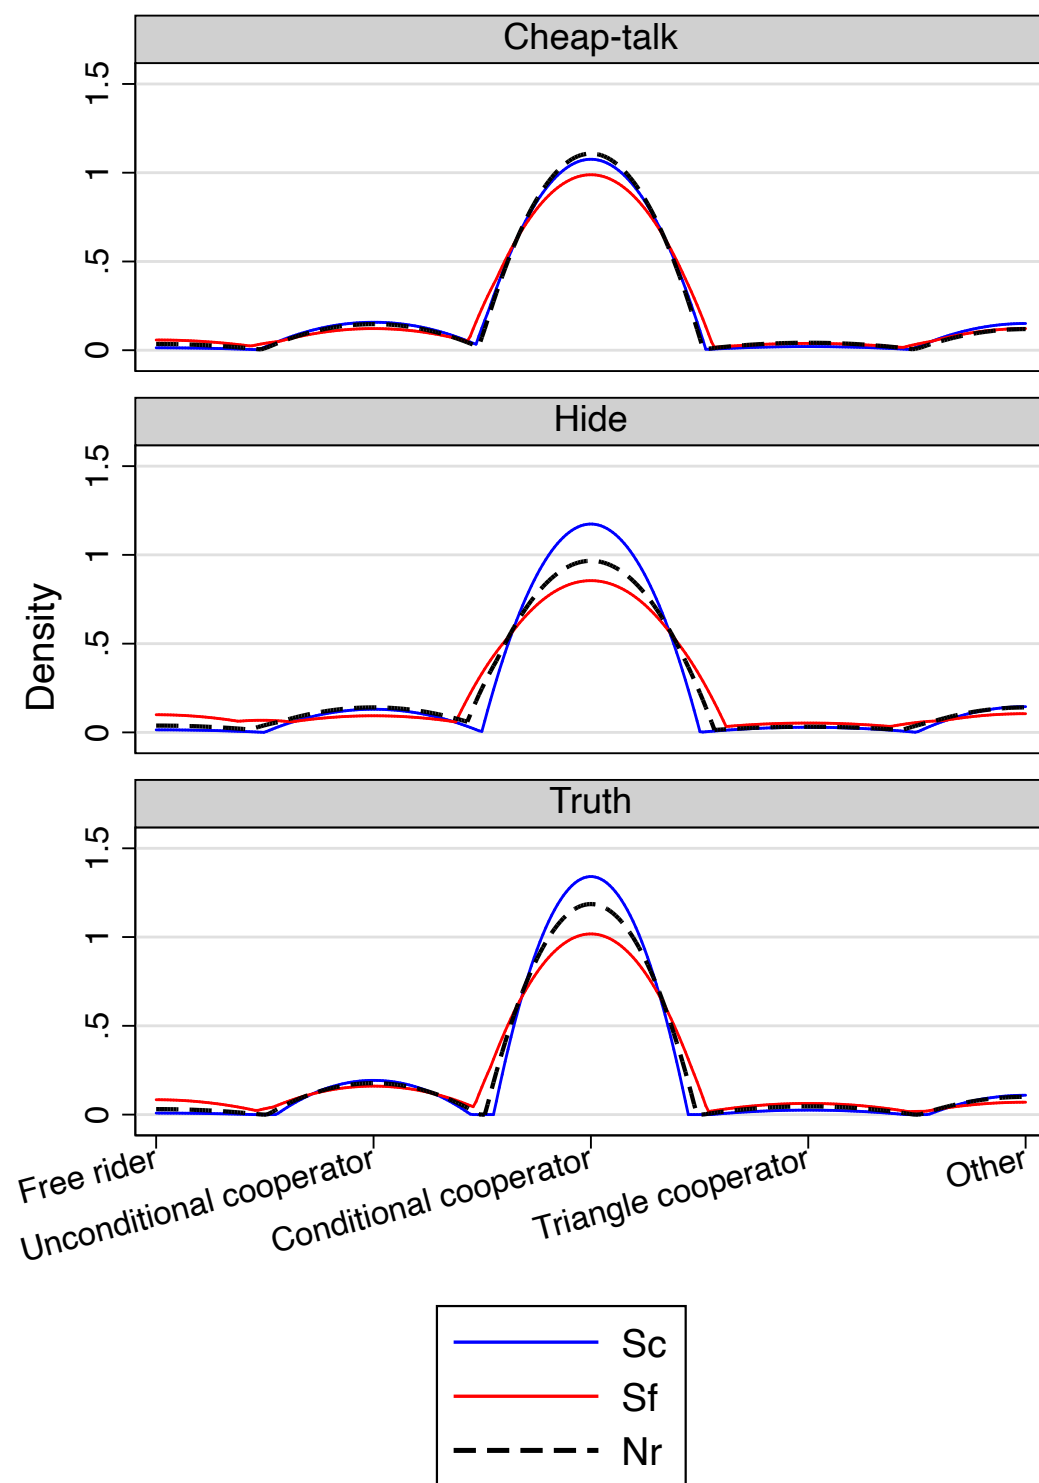 Cheap-talk
1.5
1
.5
0
Hide
1.5
1
.5
0
Density
Truth
1.5
1
.5
0
Free rider
Unconditional cooperator
Conditional cooperator
Triangle cooperator
Other
Sc
Sf
Nr